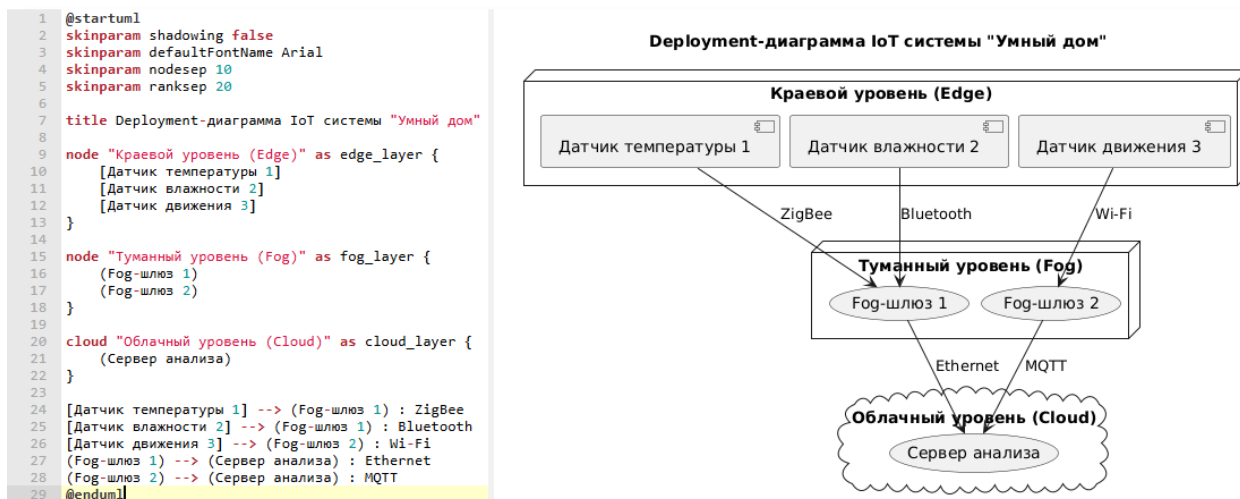 1 @startuml
2 skinparam shadowing false
3 skinparam defaultFontName Arial
4 skinparam nodesep 10
5 skinparam ranksep 20
6
7 title Deployment-диаграмма IoT системы "Умный дом"
8
9 node "Краевой уровень (Edge)" as edge_layer {
10 [Датчик температуры 1]
11 [Датчик влажности 2]
12 [Датчик движения 3]
13 }
14
15 node "Туманный уровень (Fog)" as fog_layer {
16 (Fog-шлюз 1)
17 (Fog-шлюз 2)
18 }
19
20 cloud "Облачный уровень (Cloud)" as cloud_layer {
21 (Сервер анализа)
22 }
23
24 [Датчик температуры 1] --> (Fog-шлюз 1) : ZigBee
25 [Датчик влажности 2] --> (Fog-шлюз 1) : Bluetooth
26 [Датчик движения 3] --> (Fog-шлюз 2) : Wi-Fi
27 (Fog-шлюз 1) --> (Сервер анализа) : Ethernet
28 (Fog-шлюз 2) --> (Сервер анализа) : MQTT
29 @enduml
Deployment-диаграмма IoT системы "Умный дом"
Краевой уровень (Edge)
Датчик температуры 1 Датчик влажности 2 Датчик движения 3
ZigBee Bluetooth Wi-Fi
Туманный уровень (Fog)
Fog-шлюз 1 Fog-шлюз 2
Ethernet MQTT
Облачный уровень (Cloud)
Сервер анализа